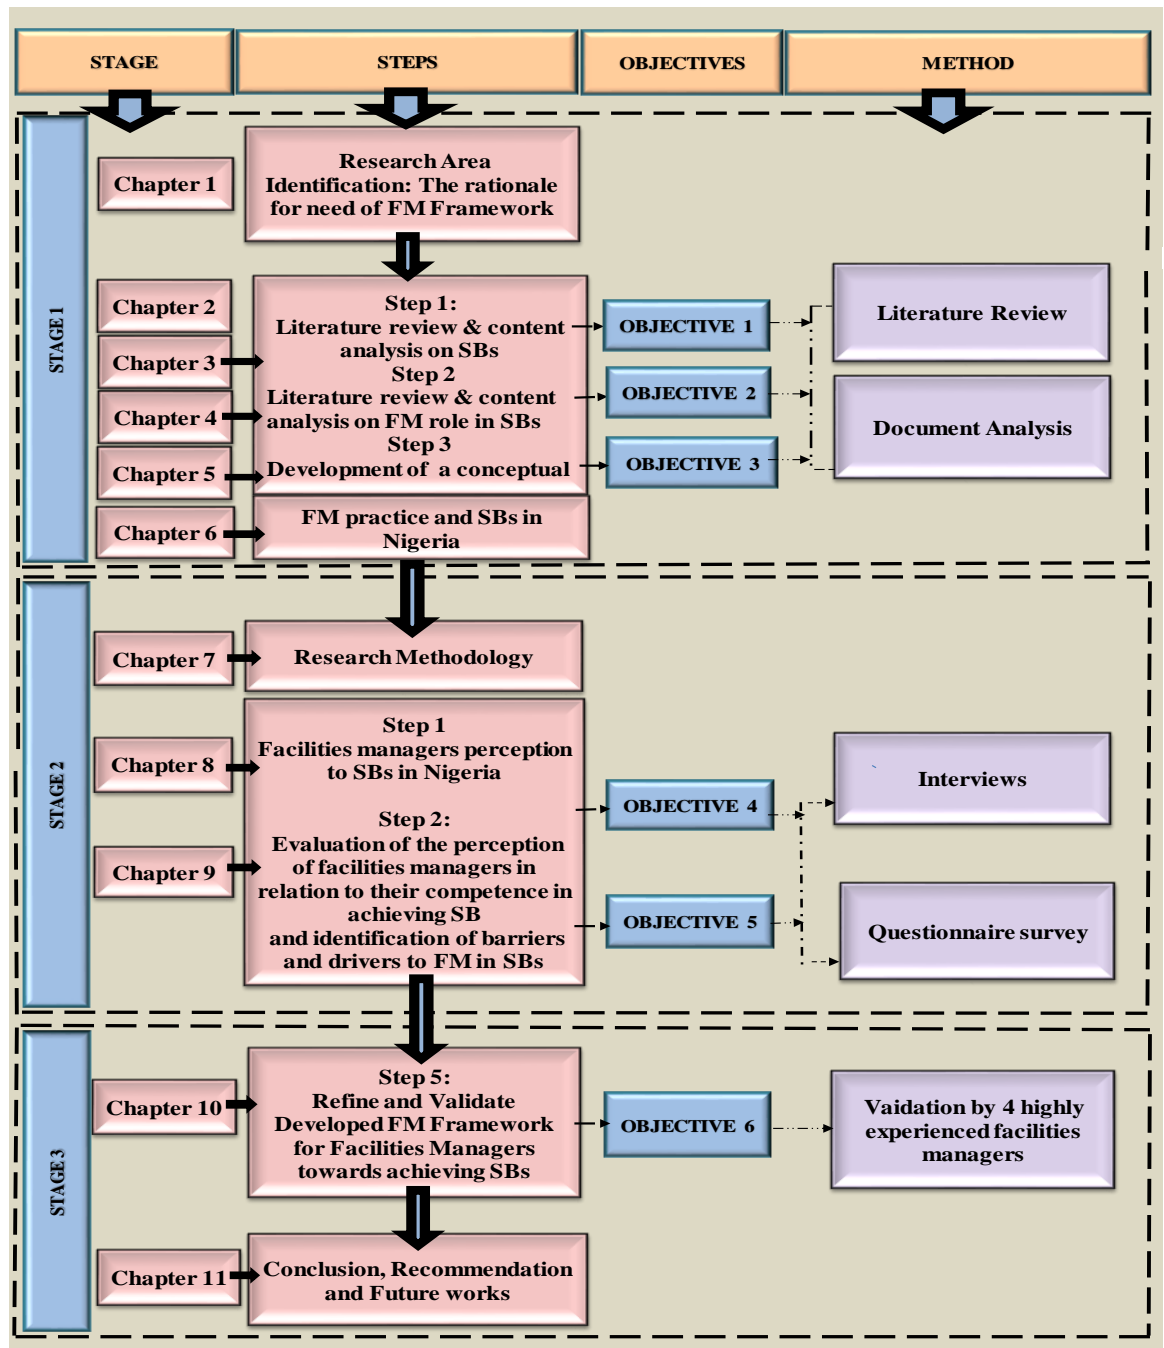 STAGE
STEPS
OBJECTIVES
METHOD
STAGE 1
Chapter 1
Research Area
Identification: The rationale
for need of FM Framework
Chapter 2
Chapter 3
Chapter 4
Chapter 5
Chapter 6
Step 1:
Literature review & content
analysis on SBs
Step 2
Literature review & content
analysis on FM role in SBs
Step 3
Development of a conceptual
FM practice and SBs in
Nigeria
OBJECTIVE 1
OBJECTIVE 2
OBJECTIVE 3
Literature Review
Document Analysis
STAGE 2
Chapter 7
Research Methodology
Chapter 8
Chapter 9
Step 1
Facilities managers perception
to SBs in Nigeria
Step 2:
Evaluation of the perception
of facilities managers in
relation to their competence in
achieving SB
and identification of barriers
and drivers to FM in SBs
OBJECTIVE 4
OBJECTIVE 5
Interviews
Questionnaire survey
STAGE 3
Chapter 10
Step 5:
Refine and Validate
Developed FM Framework
for Facilities Managers
towards achieving SBs
OBJECTIVE 6
Vaidation by 4 highly
experienced facilities
managers
Chapter 11
Conclusion, Recommendation
and Future works